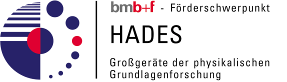 bmb+f - Förderschwerpunkt
HADES
Großgeräte der physikalischen
Grundlagenforschung